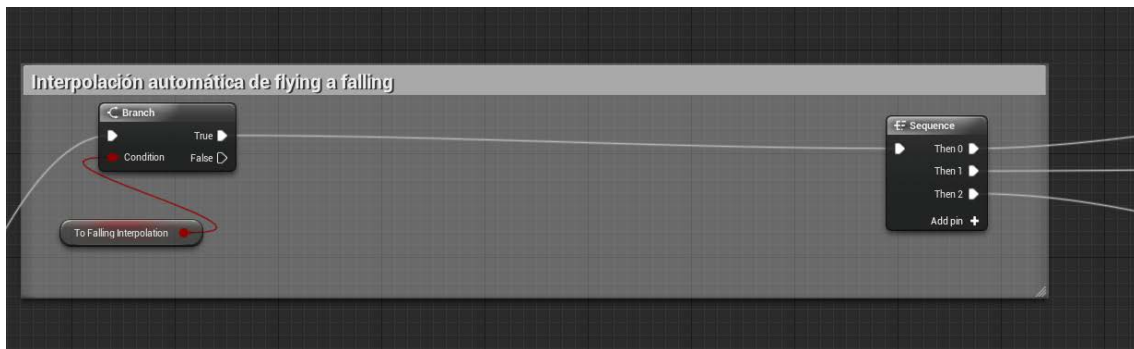 Interpolación automática de flying a falling
Branch
True
Condition
False
To Falling Interpolation
Sequence
Then 0
Then 1
Then 2
Add pin +